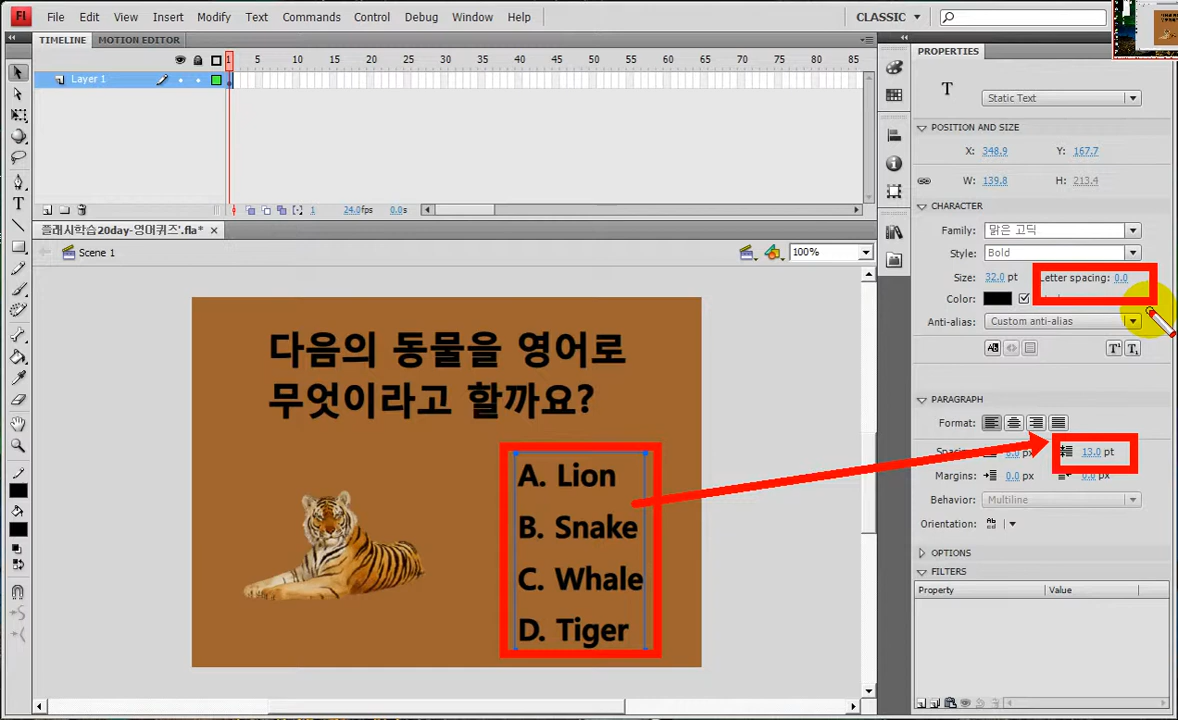 Fl File Edit View Insert Modify Text Commands Control Debug Window Help CLASSIC
TIMELINE MOTION EDITOR
1 5 10 15 20 25 30 35 40 45 50 55 60 65 70 75 80 85
Layer 1
1 24.0fps 0.0s
플래시학습20day-영어퀴즈'.fla*
Scene 1 100%
다음의 동물을 영어로
무엇이라고 할까요?
A. Lion
B. Snake
C. Whale
D. Tiger
PROPERTIES
T Static Text
POSITION AND SIZE
X: 348.9 Y: 167.7
W: 139.8 H: 213.4
CHARACTER
Family: 맑은 고딕
Style: Bold
Size: 32.0 pt Letter spacing: 0.0
Color:
Anti-alias: Custom anti-alias
PARAGRAPH
Format:
13.0 pt
Margins: 0.0 px 0.0 px
Behavior: Multiline
Orientation:
OPTIONS
FILTERS
Property Value